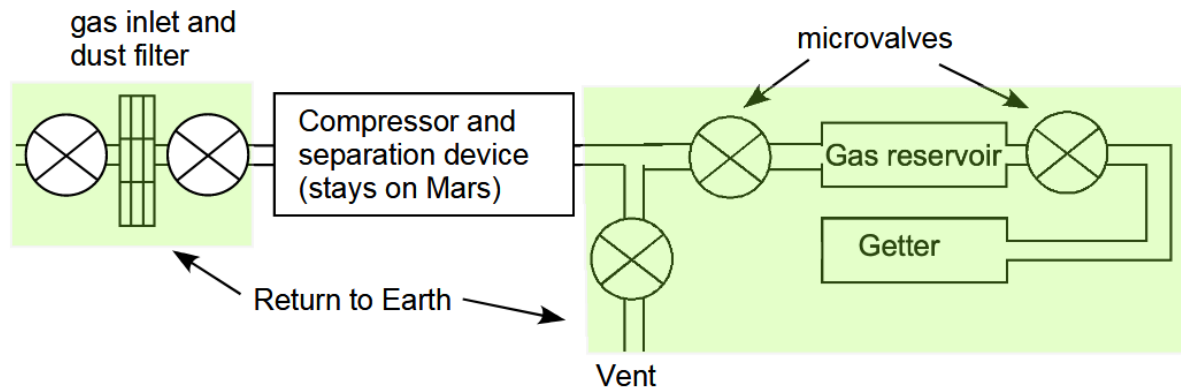 gas inlet and
dust filter
microvalves
Compressor and
separation device
(stays on Mars)
Gas reservoir
Getter
Return to Earth
Vent